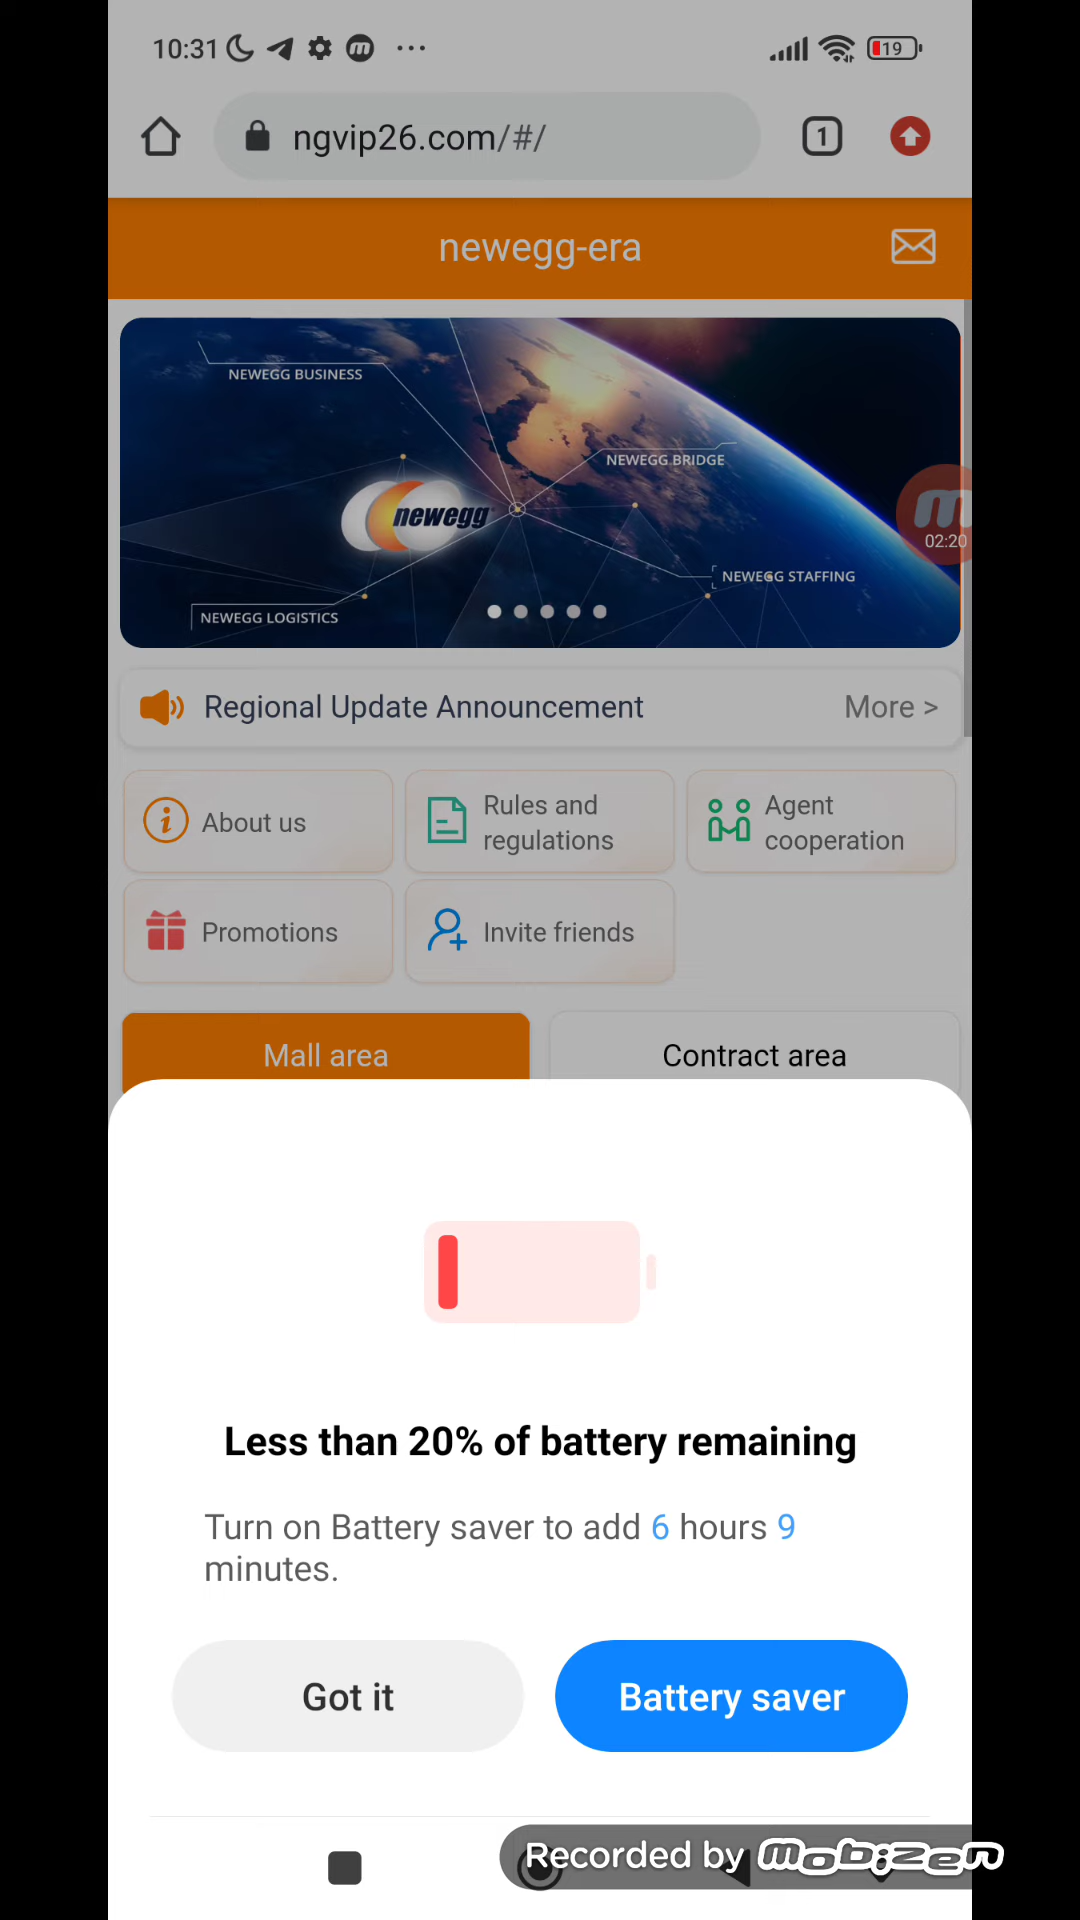 10:31
19
ngvip26.com/#/
1
newegg-era
NEWEGG BUSINESS
NEWEGG BRIDGE
newegg
02:20
NEWEGG STAFFING
NEWEGG LOGISTICS
Regional Update Announcement
More >
About us
Rules and
regulations
Agent
cooperation
Promotions
Invite friends
Mall area
Contract area
Less than 20% of battery remaining
Turn on Battery saver to add 6 hours 9
minutes.
Got it
Battery saver
Recorded by mobizen